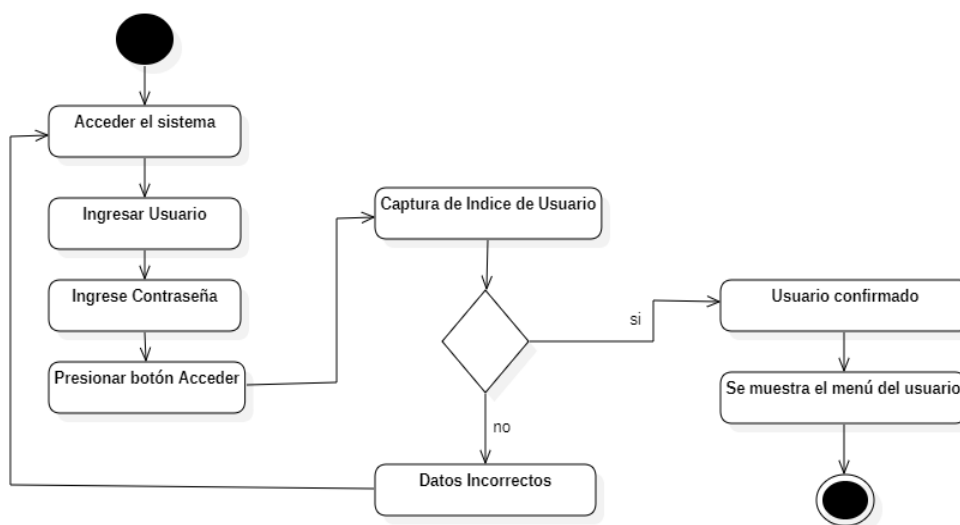 Acceder el sistema
Ingresar Usuario
Ingrese Contraseña
Presionar botón Acceder
Captura de Indice de Usuario
si
no
Datos Incorrectos
Usuario confirmado
Se muestra el menú del usuario